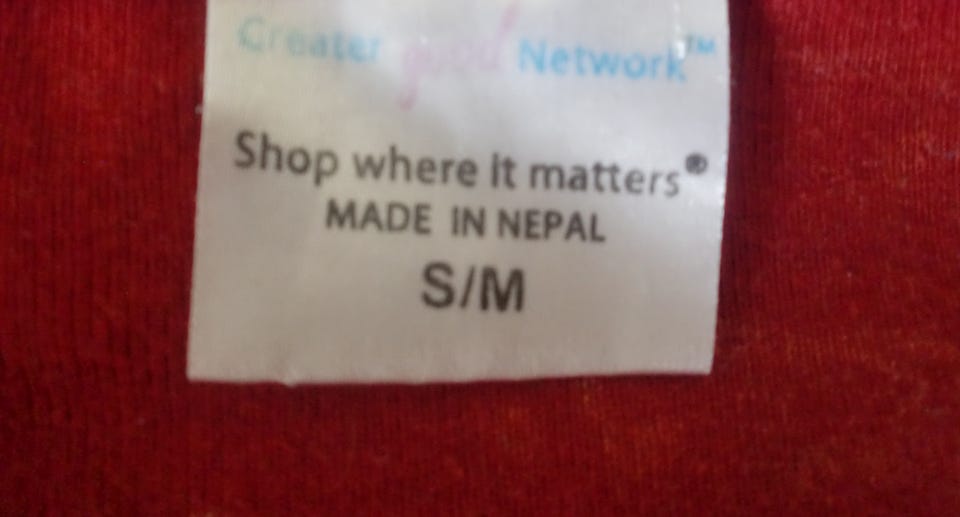 Greater good Network™
Shop where it matters®
MADE IN NEPAL
S/M